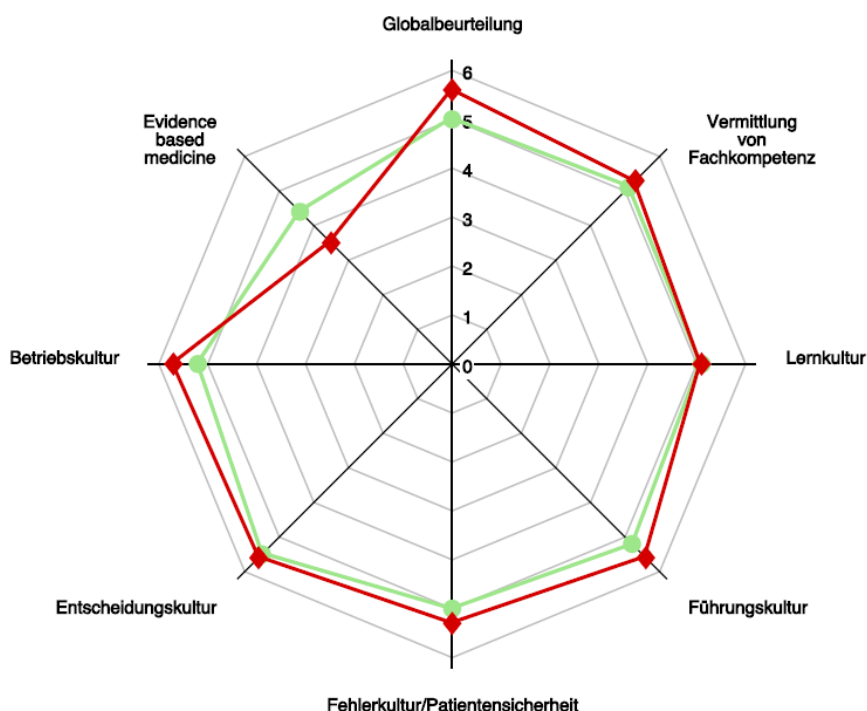 Globalbeurteilung
6
5
4
3
2
1
0
Evidence
based
medicine
Vermittlung
von
Fachkompetenz
Betriebskultur
Lernkultur
Entscheidungskultur
Führungskultur
Fehlerkultur/Patientensicherheit